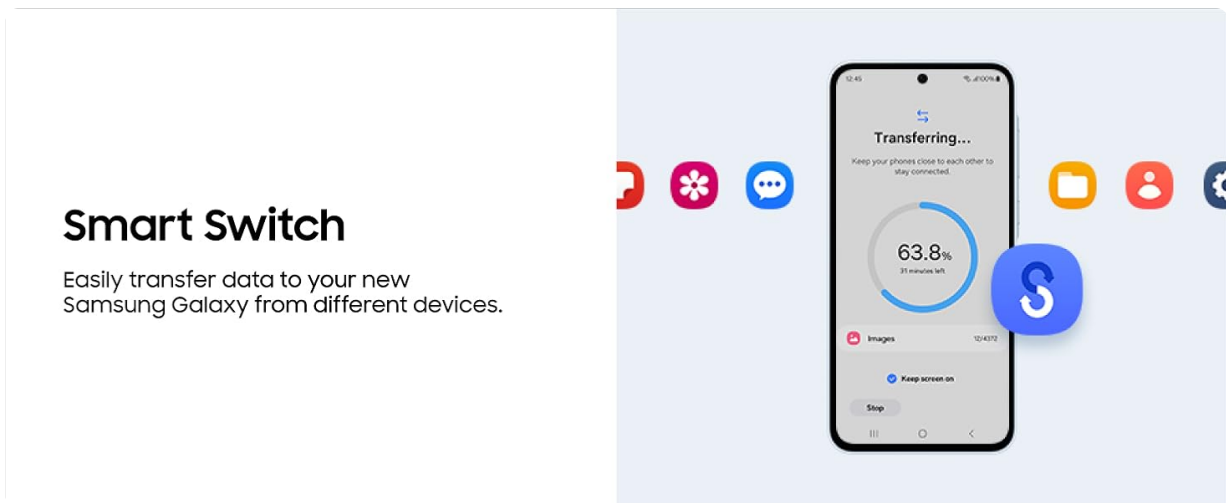 Smart Switch
Easily transfer data to your new
Samsung Galaxy from different devices.
12:45
100%
Transferring...
Keep your phones close to each other to
stay connected.
63.8%
31 minutes left
Images 12/4372
Keep screen on
Stop